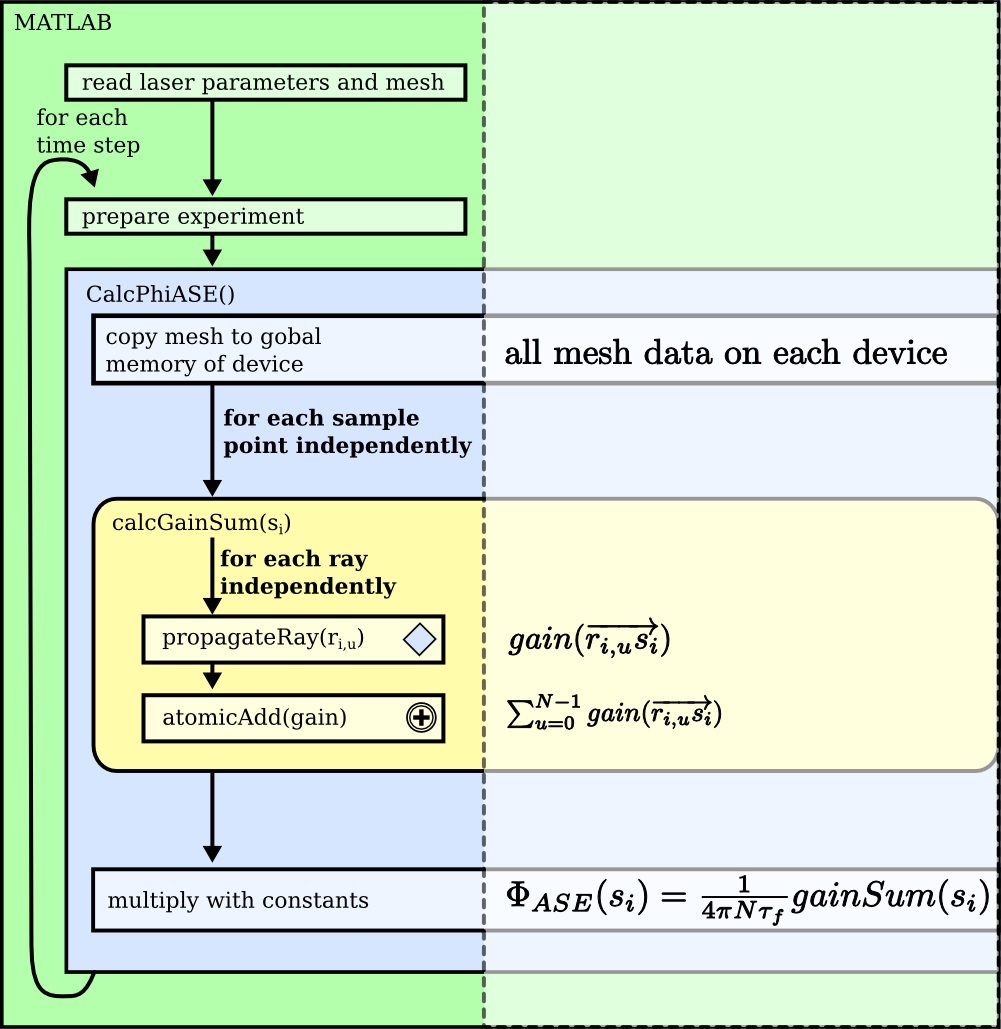 MATLAB
read laser parameters and mesh
for each
time step
prepare experiment
CalcPhiASE()
copy mesh to gobal
memory of device
all mesh data on each device
for each sample
point independently
calcGainSum(sᵢ)
for each ray
independently
propagateRay(r_{i,u})
$gain(\overrightarrow{r_{i,u}s_i})$
atomicAdd(gain)
$\sum_{u=0}^{N-1} gain(\overrightarrow{r_{i,u}s_i})$
multiply with constants
$\Phi_{ASE}(s_i) = \frac{1}{4\pi N\tau_f} gainSum(s_i)$